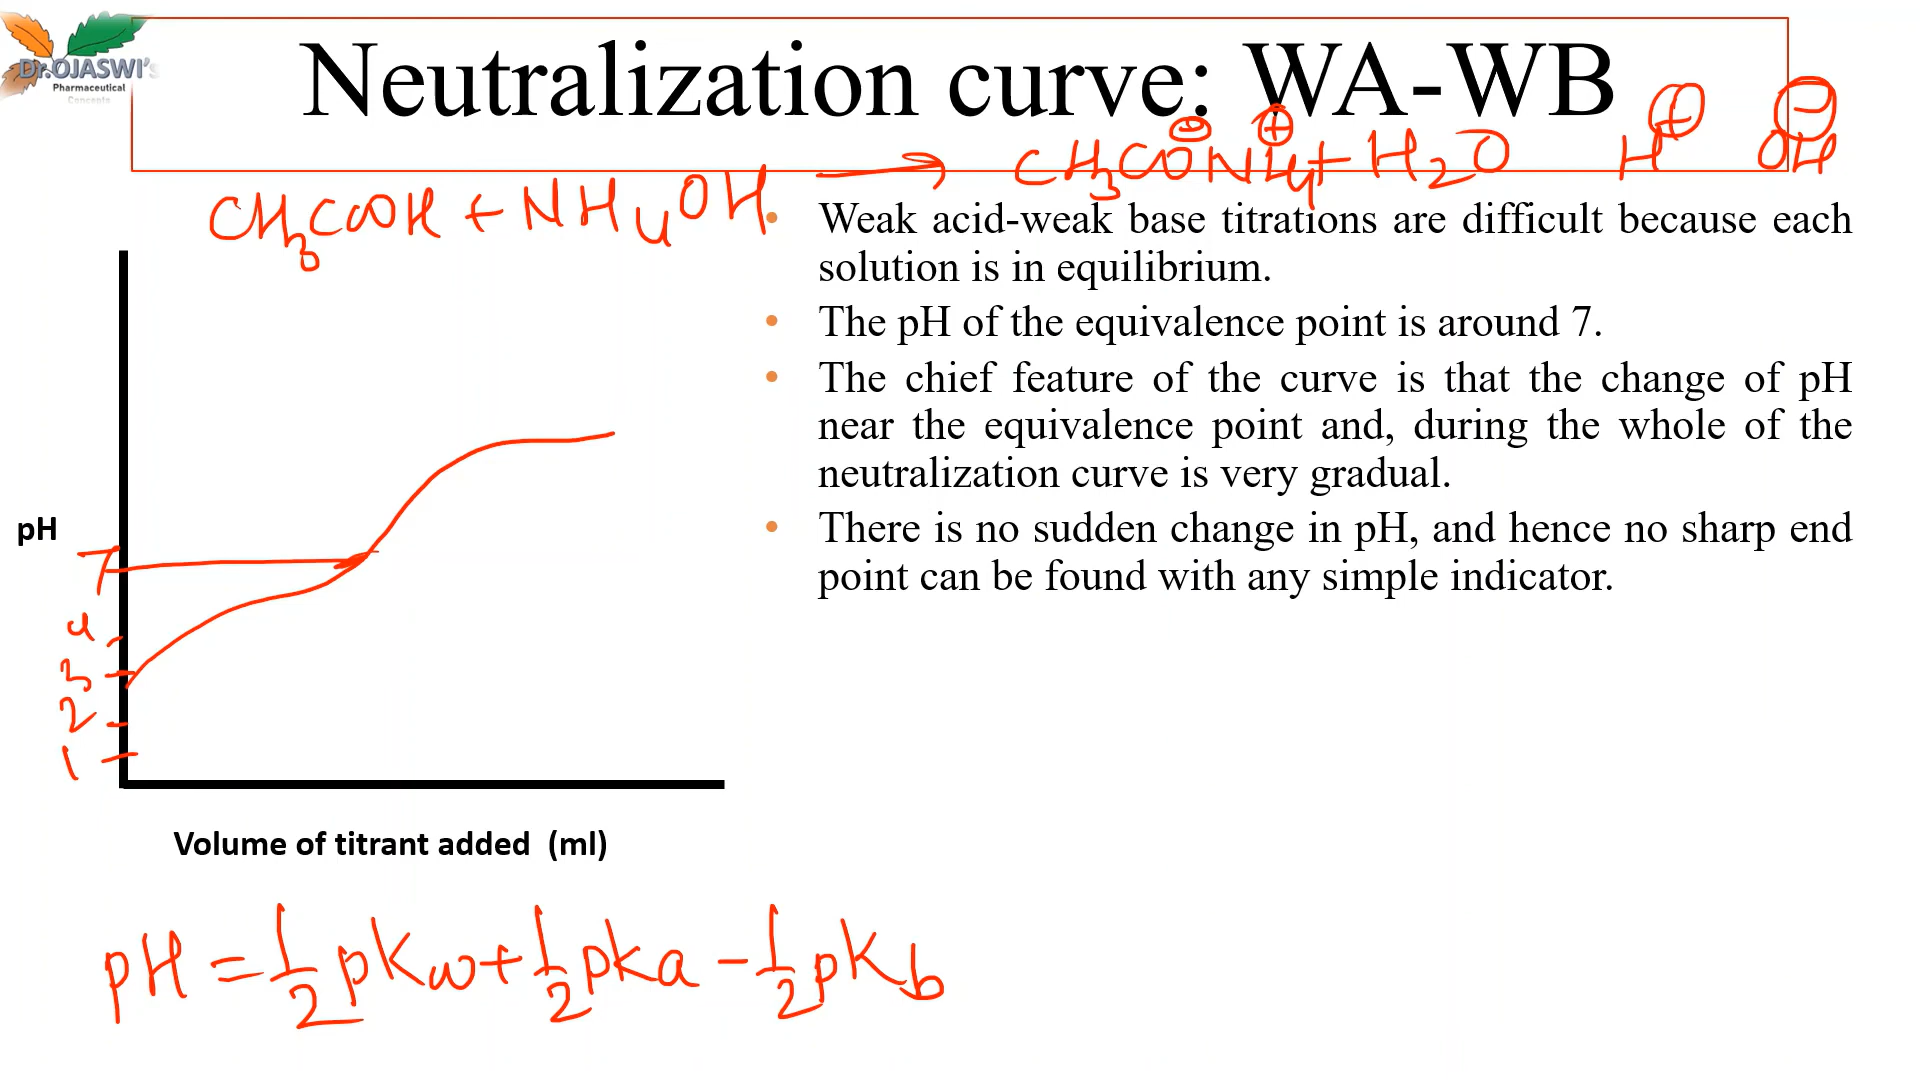 Dr.OJASWI's
Pharmaceutical
Concepts
Neutralization curve: WA-WB
CH3COOH + NH4OH → CH3COO⊖NH4⊕ + H2O H⊕ OH⊖
• Weak acid-weak base titrations are difficult because each
solution is in equilibrium.
• The pH of the equivalence point is around 7.
• The chief feature of the curve is that the change of pH
near the equivalence point and, during the whole of the
neutralization curve is very gradual.
• There is no sudden change in pH, and hence no sharp end
point can be found with any simple indicator.
pH
7
4
3
2
1
Volume of titrant added (ml)
pH = 1/2 pKw + 1/2 pka - 1/2 pKb